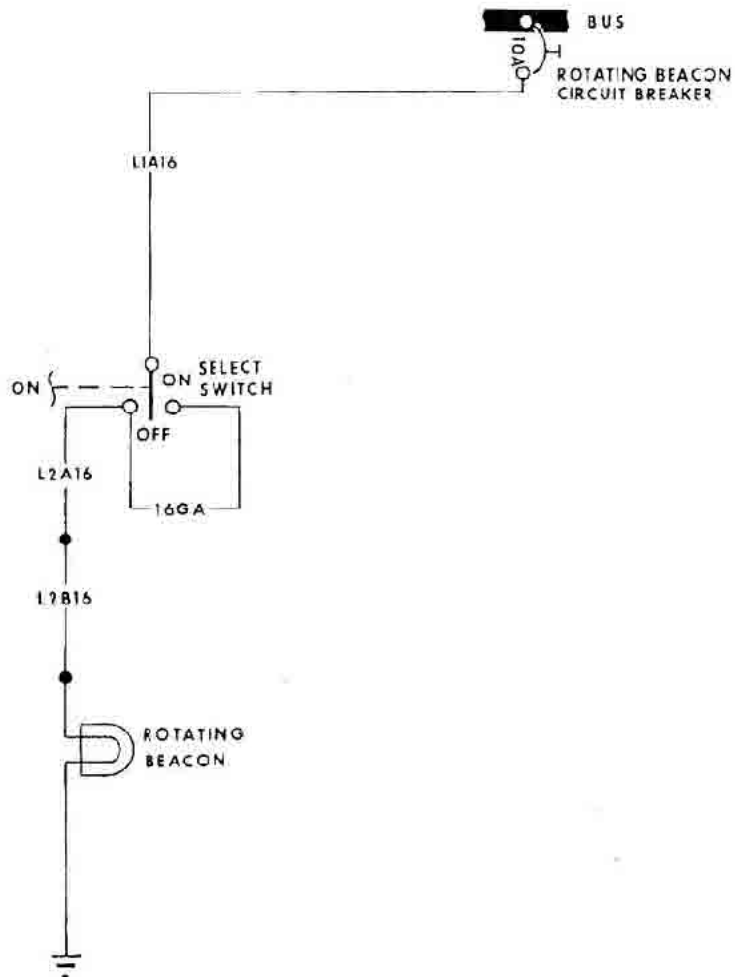 BUS
10A
ROTATING BEACON
CIRCUIT BREAKER
L1A16
SELECT
SWITCH
ON
ON
OFF
L2A16
16GA
L2B16
ROTATING
BEACON